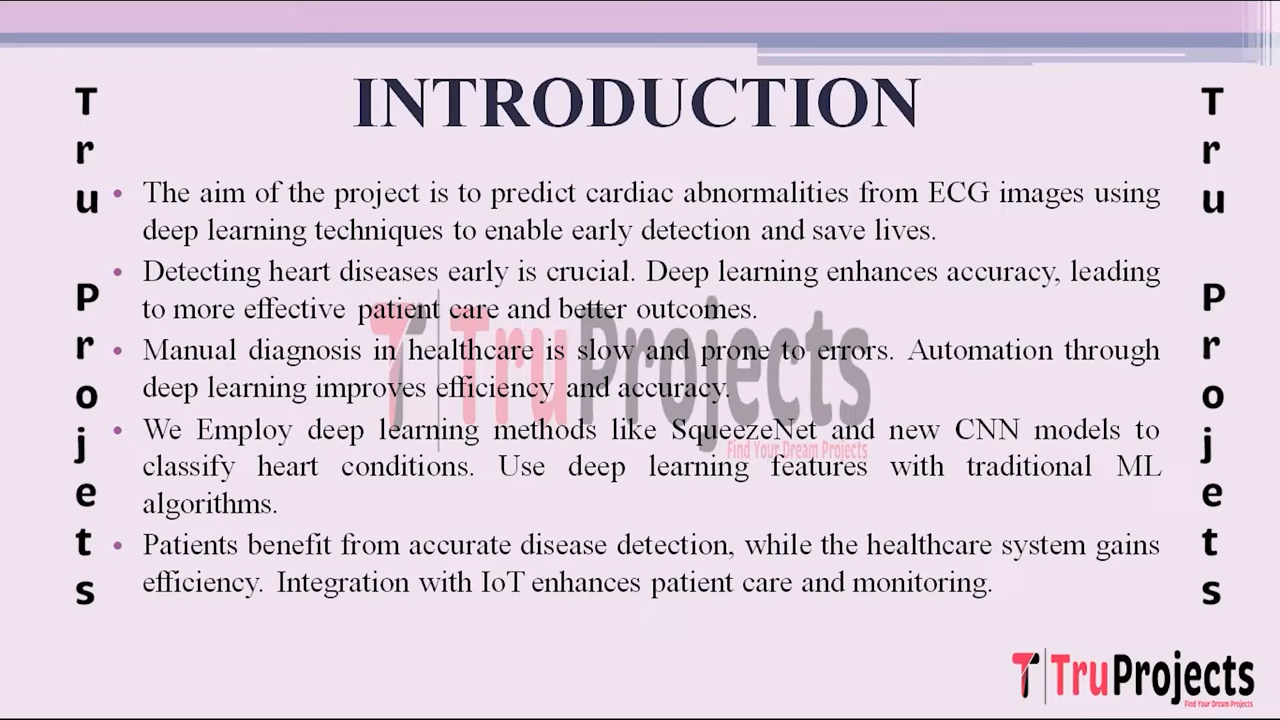 INTRODUCTION
• The aim of the project is to predict cardiac abnormalities from ECG images using
deep learning techniques to enable early detection and save lives.
• Detecting heart diseases early is crucial. Deep learning enhances accuracy, leading
to more effective patient care and better outcomes.
• Manual diagnosis in healthcare is slow and prone to errors. Automation through
deep learning improves efficiency and accuracy.
• We Employ deep learning methods like SqueezeNet and new CNN models to
classify heart conditions. Use deep learning features with traditional ML
algorithms.
• Patients benefit from accurate disease detection, while the healthcare system gains
efficiency. Integration with IoT enhances patient care and monitoring.
Tru Projets
Tru Projets
T TruProjects
Find Your Dream Projects
T TruProjects
Find Your Dream Projects